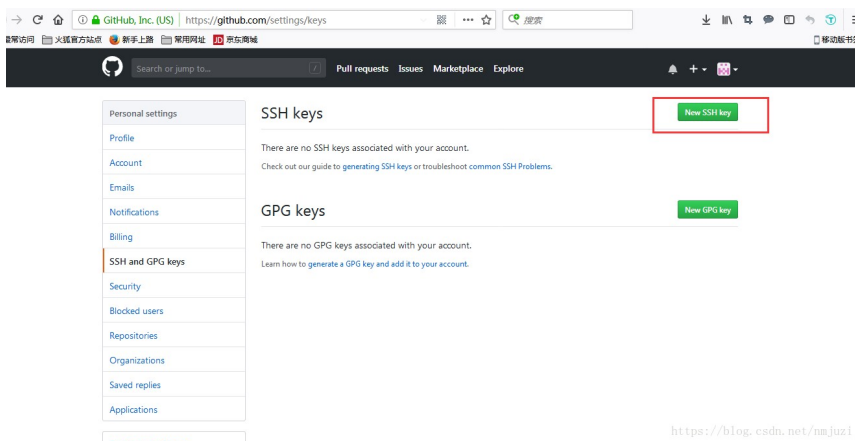 GitHub, Inc. (US) https://github.com/settings/keys 搜索
最常访问 火狐官方站点 新手上路 常用网址 JD 京东商城 移动版书签
Search or jump to... / Pull requests Issues Marketplace Explore
Personal settings
Profile
Account
Emails
Notifications
Billing
SSH and GPG keys
Security
Blocked users
Repositories
Organizations
Saved replies
Applications
SSH keys
New SSH key
There are no SSH keys associated with your account.
Check out our guide to generating SSH keys or troubleshoot common SSH Problems.
GPG keys
New GPG key
There are no GPG keys associated with your account.
Learn how to generate a GPG key and add it to your account.
https://blog.csdn.net/nmjuzi